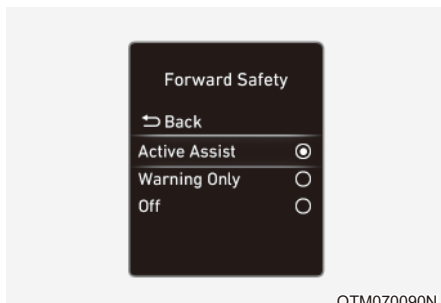 Forward Safety
Back
Active Assist
Warning Only
Off
OTM070090N